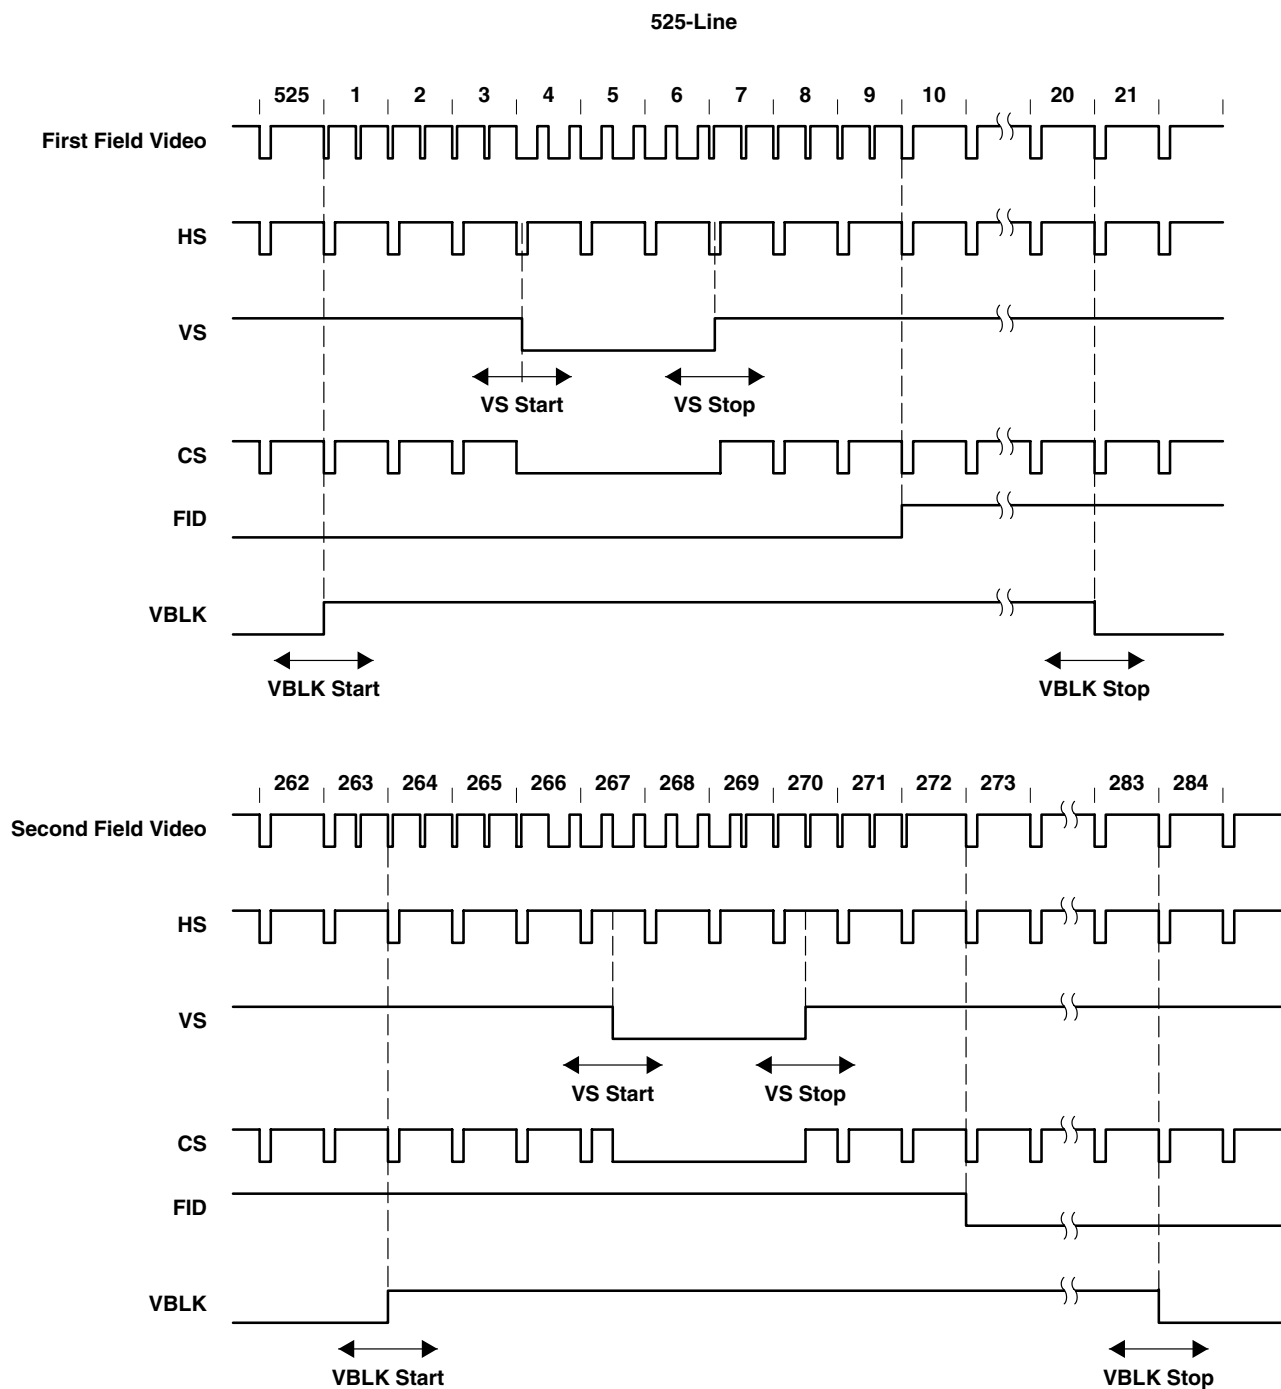 525-Line
525 1 2 3 4 5 6 7 8 9 10 20 21
First Field Video
HS
VS
VS Start VS Stop
CS
FID
VBLK
VBLK Start VBLK Stop
262 263 264 265 266 267 268 269 270 271 272 273 283 284
Second Field Video
HS
VS
VS Start VS Stop
CS
FID
VBLK
VBLK Start VBLK Stop